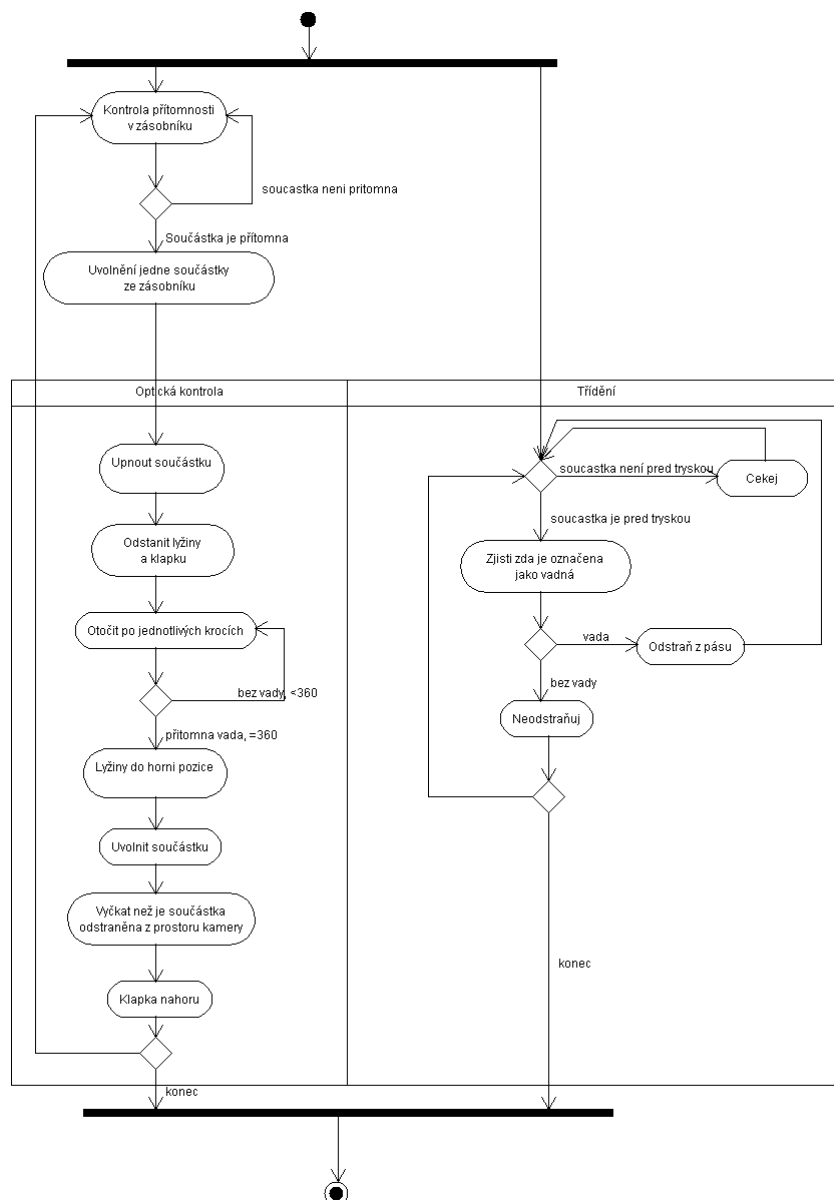 Kontrola přítomnosti
v zásobníku
soucastka neni pritomna
Součástka je přítomna
Uvolnění jedne součástky
ze zásobníku
Optická kontrola
Třídění
Upnout součástku
soucastka není pred tryskou
Cekej
soucastka je pred tryskou
Odstanit lyžiny
a klapku
Zjisti zda je označena
jako vadná
Otočit po jednotlivých krocích
vada
Odstraň z pásu
bez vady, <360
bez vady
Neodstraňuj
přitomna vada, =360
Lyžiny do horni pozice
Uvolnit součástku
Vyčkat než je součástka
odstraněna z prostoru kamery
konec
Klapka nahoru
konec